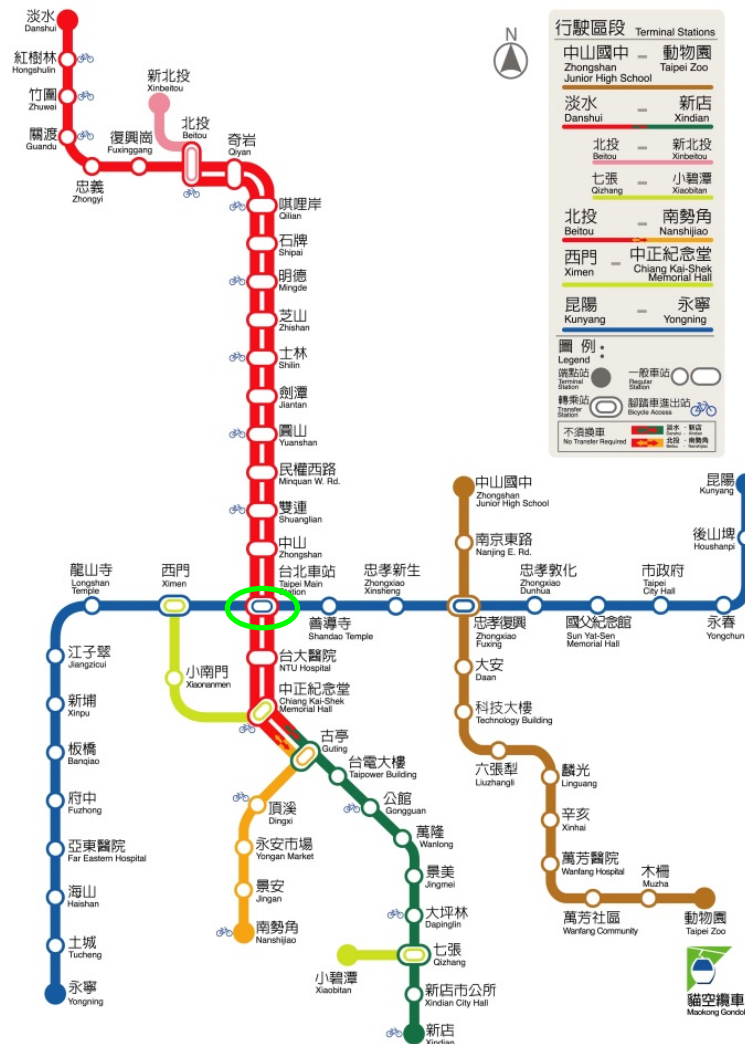 淡水
Danshui
紅樹林
Hongshulin
竹圍
Zhuwei
關渡
Guandu
忠義
Zhongyi
復興崗
Fuxinggang
新北投
Xinbeitou
北投
Beitou
奇岩
Qiyan
唭哩岸
Qilian
石牌
Shipai
明德
Mingde
芝山
Zhishan
士林
Shilin
劍潭
Jiantan
圓山
Yuanshan
民權西路
Minquan W. Rd.
雙連
Shuanglian
中山
Zhongshan
台北車站
Taipei Main
Station
N
行駛區段 Terminal Stations
中山國中 – 動物園
Zhongshan Taipei Zoo
Junior High School
淡水 – 新店
Danshui Xindian
北投 – 新北投
Beitou Xinbeitou
七張 – 小碧潭
Qizhang Xiaobitan
北投 – 南勢角
Beitou Nanshijiao
西門 – 中正紀念堂
Ximen Chiang Kai-Shek
Memorial Hall
昆陽 – 永寧
Kunyang Yongning
圖例:
Legend
端點站
Terminal
Station
一般車站
Regular
Station
轉乘站
Transfer
Station
腳踏車進出站
Bicycle Access
不須換車
No Transfer Required
淡水 - 新店
Danshui - Xindian
北投 - 南勢角
Beitou - Nanshijiao
中山國中
Zhongshan
Junior High School
南京東路
Nanjing E. Rd.
昆陽
Kunyang
後山埤
Houshanpi
龍山寺
Longshan
Temple
西門
Ximen
善導寺
Shandao Temple
忠孝新生
Zhongxiao
Xinsheng
忠孝復興
Zhongxiao
Fuxing
忠孝敦化
Zhongxiao
Dunhua
國父紀念館
Sun Yat-Sen
Memorial Hall
市政府
Taipei
City Hall
永春
Yongchun
江子翠
Jiangzicui
新埔
Xinpu
板橋
Banqiao
府中
Fuzhong
亞東醫院
Far Eastern Hospital
海山
Haishan
土城
Tucheng
永寧
Yongning
小南門
Xiaonanmen
台大醫院
NTU Hospital
中正紀念堂
Chiang Kai-Shek
Memorial Hall
古亭
Guting
台電大樓
Taipower Building
公館
Gongguan
萬隆
Wanlong
景美
Jingmei
大坪林
Dapinglin
七張
Qizhang
小碧潭
Xiaobitan
新店市公所
Xindian City Hall
新店
Xindian
頂溪
Dingxi
永安市場
Yongan Market
景安
Jingan
南勢角
Nanshijiao
大安
Daan
科技大樓
Technology Building
六張犁
Liuzhangli
麟光
Linguang
辛亥
Xinhai
萬芳醫院
Wanfang Hospital
萬芳社區
Wanfang Community
木柵
Muzha
動物園
Taipei Zoo
貓空纜車
Maokong Gondol